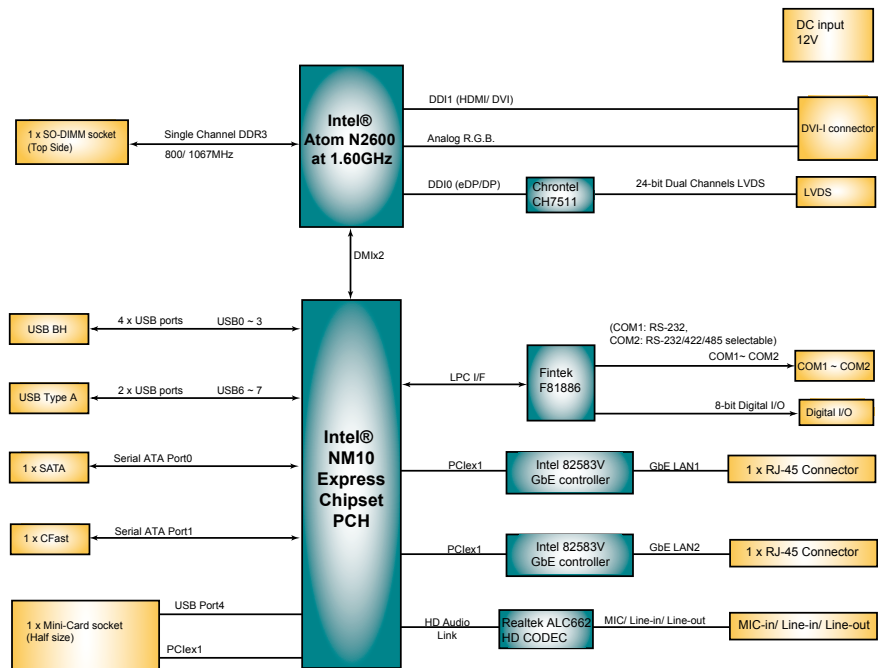 DC input
12V
Intel®
Atom N2600
at 1.60GHz
DDI1 (HDMI/ DVI)
DVI-I connector
1 x SO-DIMM socket
(Top Side)
Single Channel DDR3
800/ 1067MHz
Analog R.G.B.
DDI0 (eDP/DP)
Chrontel
CH7511
24-bit Dual Channels LVDS
LVDS
DMIx2
USB BH
4 x USB ports
USB0 ~ 3
(COM1: RS-232,
COM2: RS-232/422/485 selectable)
COM1~ COM2
COM1 ~ COM2
LPC I/F
Fintek
F81886
USB Type A
2 x USB ports
USB6 ~ 7
8-bit Digital I/O
Digital I/O
Intel®
NM10
Express
Chipset
PCH
1 x SATA
Serial ATA Port0
PCIex1
Intel 82583V
GbE controller
GbE LAN1
1 x RJ-45 Connector
1 x CFast
Serial ATA Port1
PCIex1
Intel 82583V
GbE controller
GbE LAN2
1 x RJ-45 Connector
1 x Mini-Card socket
(Half size)
USB Port4
PCIex1
HD Audio
Link
Realtek ALC662
HD CODEC
MIC/ Line-in/ Line-out
MIC-in/ Line-in/ Line-out